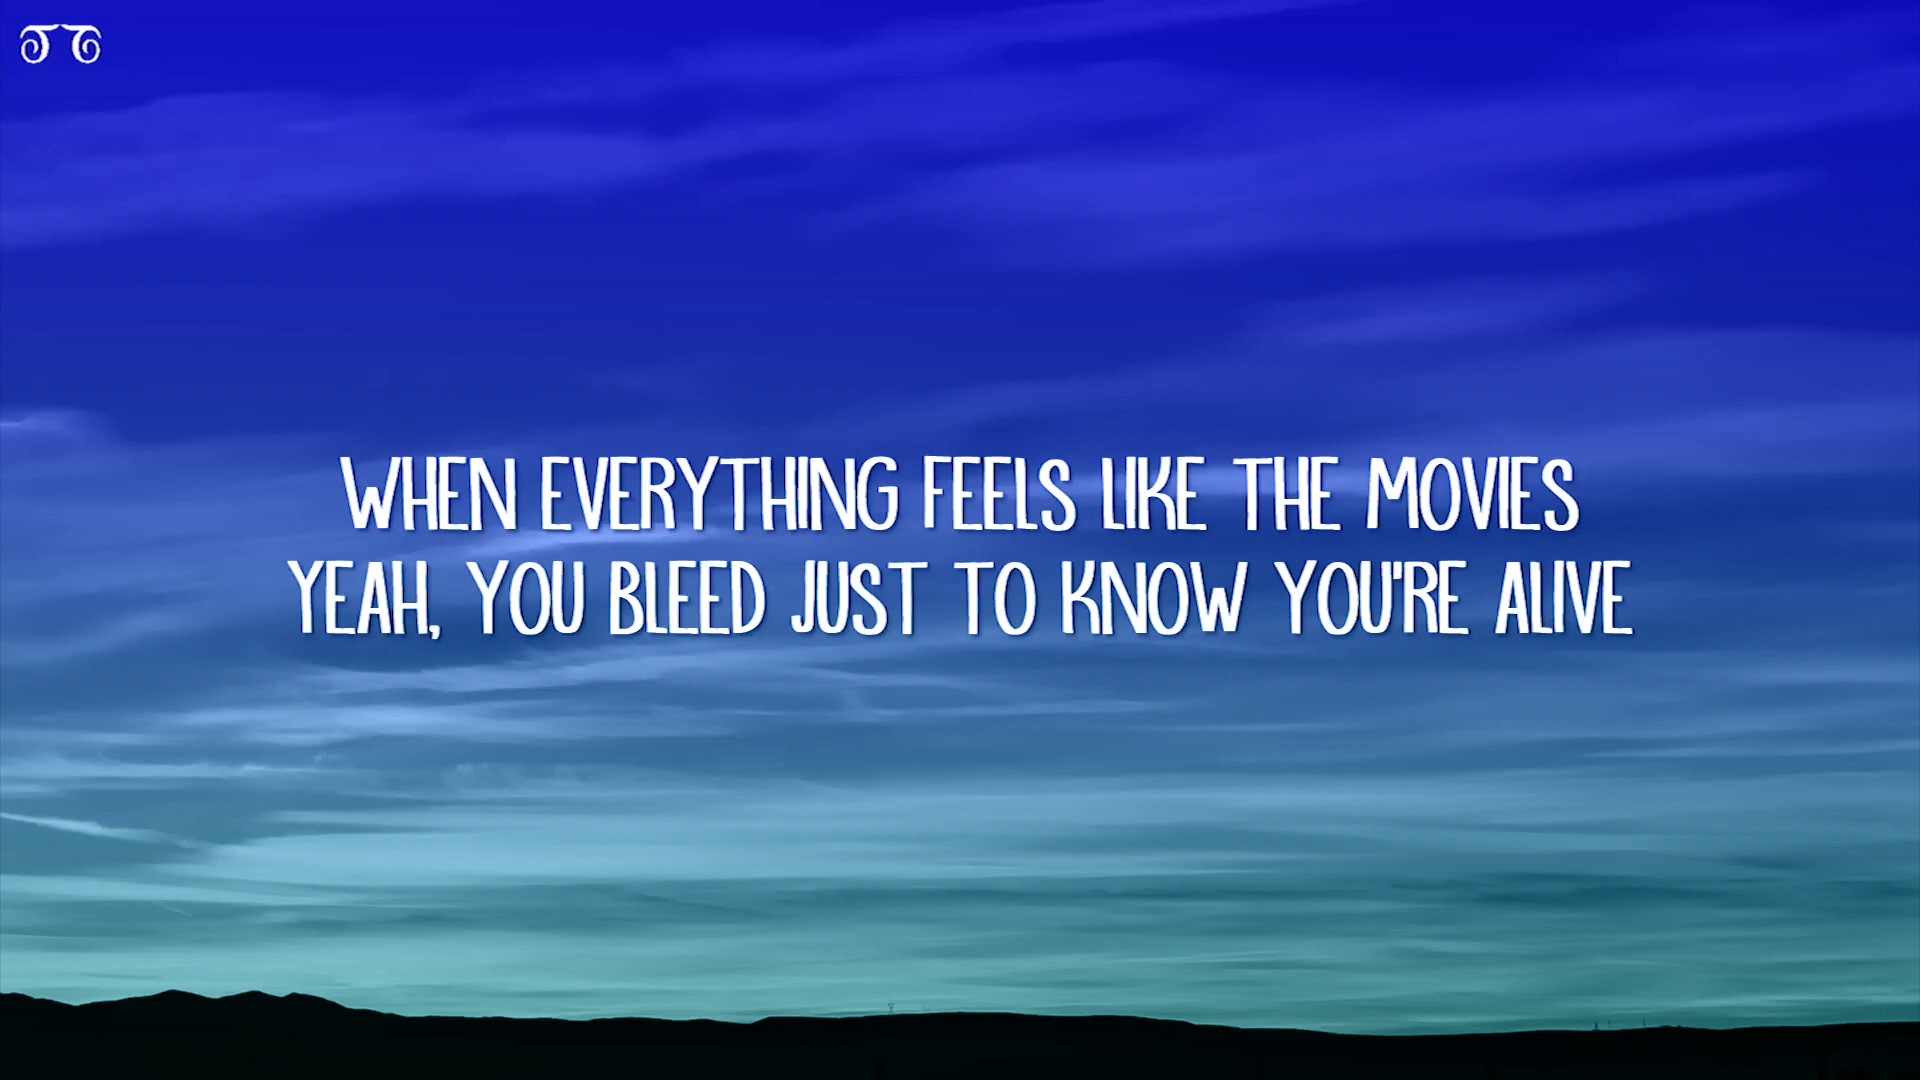 WHEN EVERYTHING FEELS LIKE THE MOVIES
YEAH, YOU BLEED JUST TO KNOW YOU'RE ALIVE